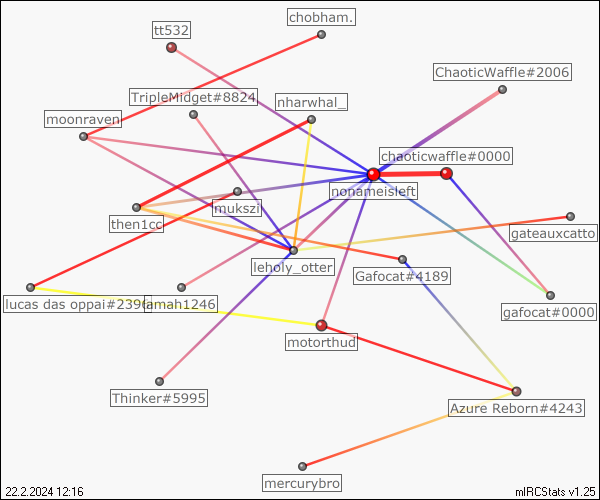 chobham.
tt532
ChaoticWaffle#2006
TripleMidget#8824
nharwhal_
moonraven
chaoticwaffle#0000
nonameisleft
mukszi
then1cc
gateauxcatto
leholy_otter
Gafocat#4189
lucas das oppai#2396
amah1246
gafocat#0000
motorthud
Thinker#5995
Azure Reborn#4243
mercurybro
22.2.2024 12:16
mIRCStats v1.25